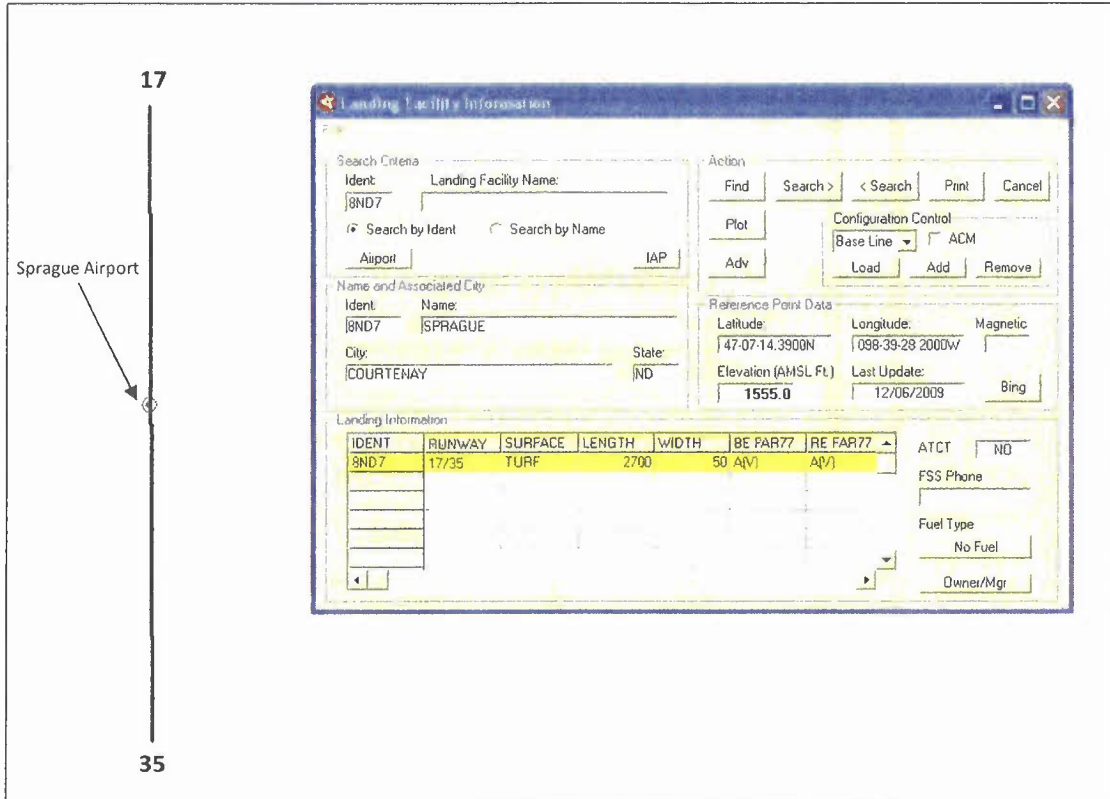 17
Sprague Airport
35
Landing Facility Information
Search Criteria
Ident: Landing Facility Name:
8ND7
Search by Ident Search by Name
Airport IAP
Name and Associated City
Ident: Name:
8ND7 SPRAGUE
City: State:
COURTENAY ND
Action
Find Search > < Search Print Cancel
Plot
Configuration Control
Base Line ACM
Adv
Load Add Remove
Reference Point Data
Latitude: Longitude: Magnetic
47-07-14.3900N 098-39-28.2000W
Elevation (AMSL Ft.) Last Update:
1555.0 12/06/2009 Bing
Landing Information
IDENT RUNWAY SURFACE LENGTH WIDTH BE FAR77 RE FAR77
8ND7 17/35 TURF 2700 50 A(V) A(V)
ATCT NO
FSS Phone
Fuel Type
No Fuel
Owner/Mgr